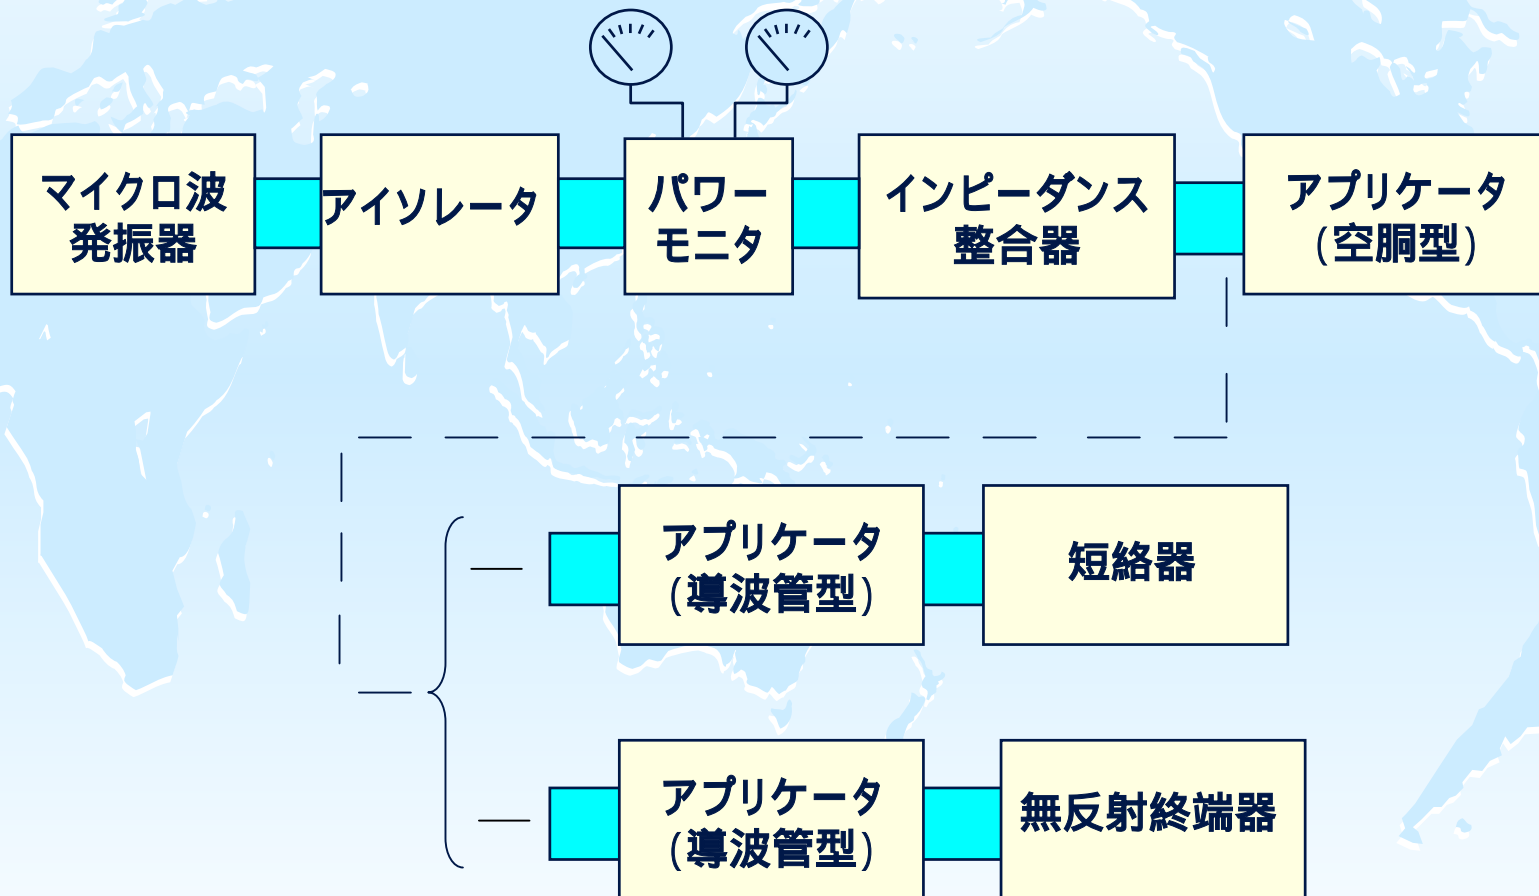 マイクロ波
発振器
アイソレータ
パワー
モニタ
インピーダンス
整合器
アプリケータ
(空胴型)
アプリケータ
(導波管型)
短絡器
アプリケータ
(導波管型)
無反射終端器